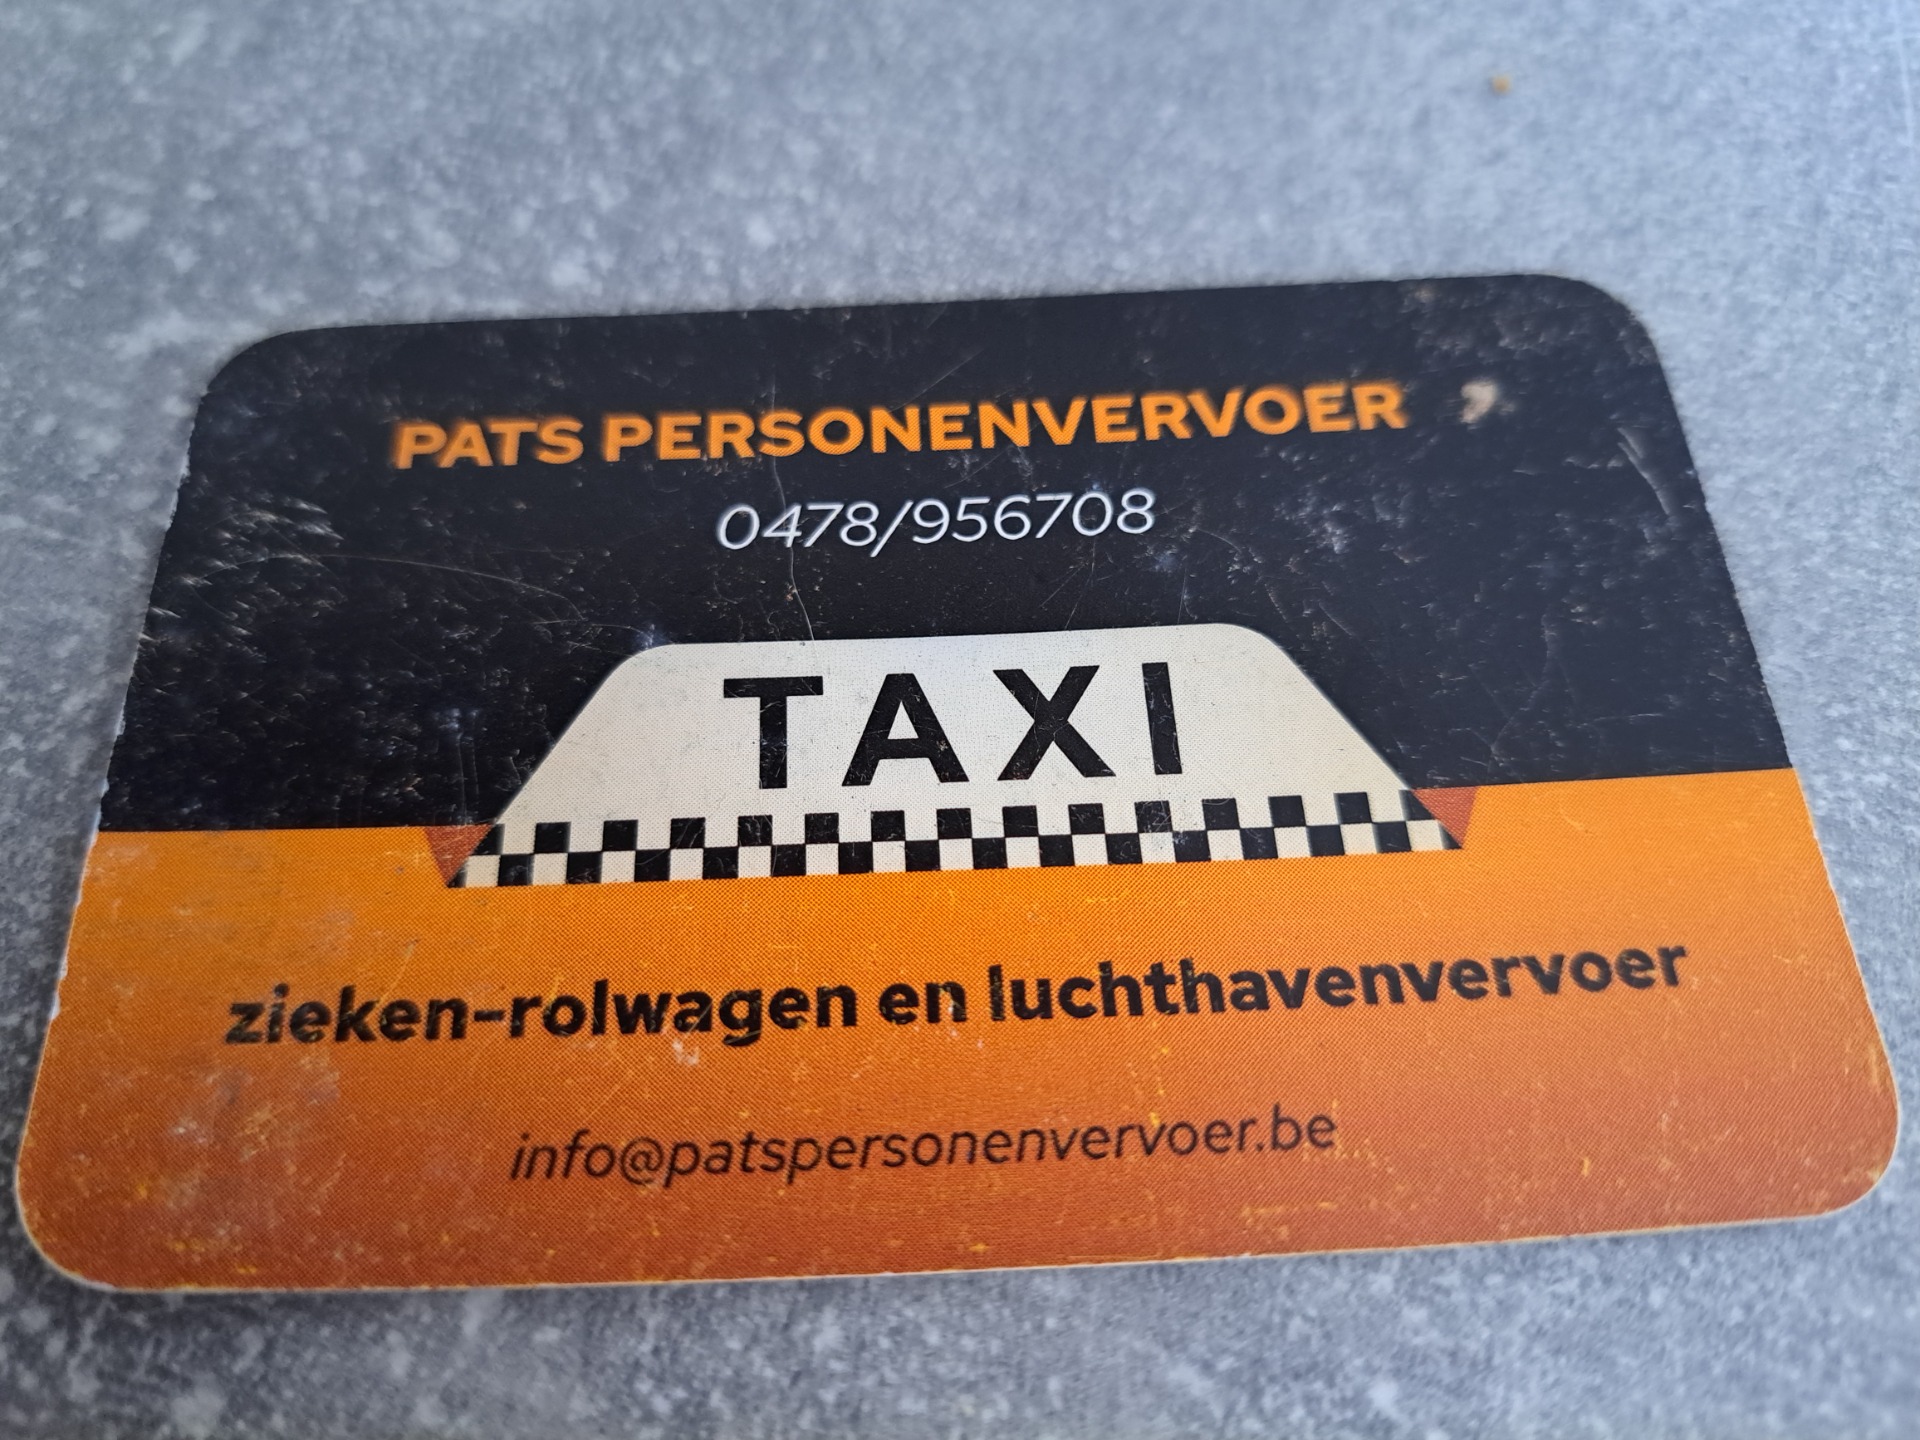 PATS PERSONENVERVOER
0478/956708
TAXI
zieken-rolwagen en luchthavenvervoer
info@patspersonenvervoer.be